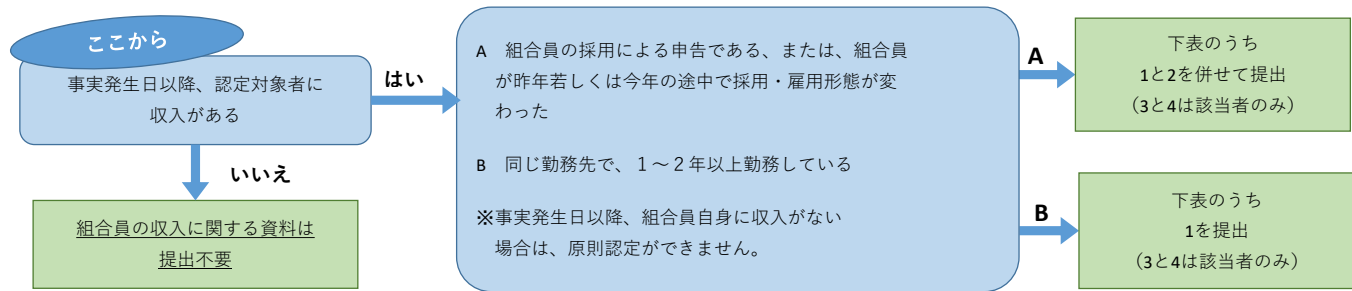 ここから
事実発生日以降、認定対象者に
収入がある
はい
いいえ
組合員の収入に関する資料は
提出不要
A　組合員の採用による申告である、または、組合員
が昨年若しくは今年の途中で採用・雇用形態が変
わった
B　同じ勤務先で、１～２年以上勤務している
※事実発生日以降、組合員自身に収入がない
場合は、原則認定ができません。
A
下表のうち
1と2を併せて提出
（3と4は該当者のみ）
B
下表のうち
1を提出
（3と4は該当者のみ）